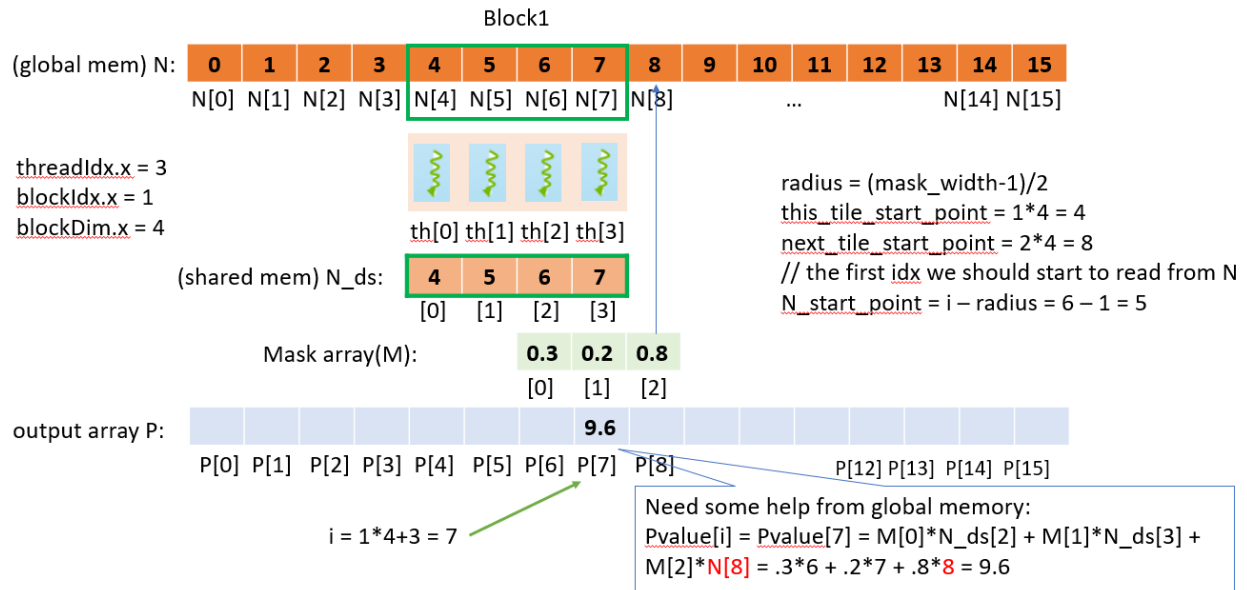 Block1
(global mem) N: 0 1 2 3 4 5 6 7 8 9 10 11 12 13 14 15
N[0] N[1] N[2] N[3] N[4] N[5] N[6] N[7] N[8] ... N[14] N[15]
threadIdx.x = 3
blockIdx.x = 1
blockDim.x = 4
th[0] th[1] th[2] th[3]
radius = (mask_width-1)/2
this_tile_start_point = 1*4 = 4
next_tile_start_point = 2*4 = 8
// the first idx we should start to read from N
N_start_point = i – radius = 6 – 1 = 5
(shared mem) N_ds: 4 5 6 7
[0] [1] [2] [3]
Mask array(M): 0.3 0.2 0.8
[0] [1] [2]
output array P: 9.6
P[0] P[1] P[2] P[3] P[4] P[5] P[6] P[7] P[8] P[12] P[13] P[14] P[15]
i = 1*4+3 = 7
Need some help from global memory:
Pvalue[i] = Pvalue[7] = M[0]*N_ds[2] + M[1]*N_ds[3] +
M[2]*N[8] = .3*6 + .2*7 + .8*8 = 9.6